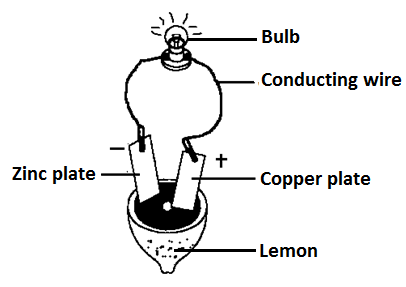 Bulb
Conducting wire
−
+
Zinc plate
Copper plate
Lemon